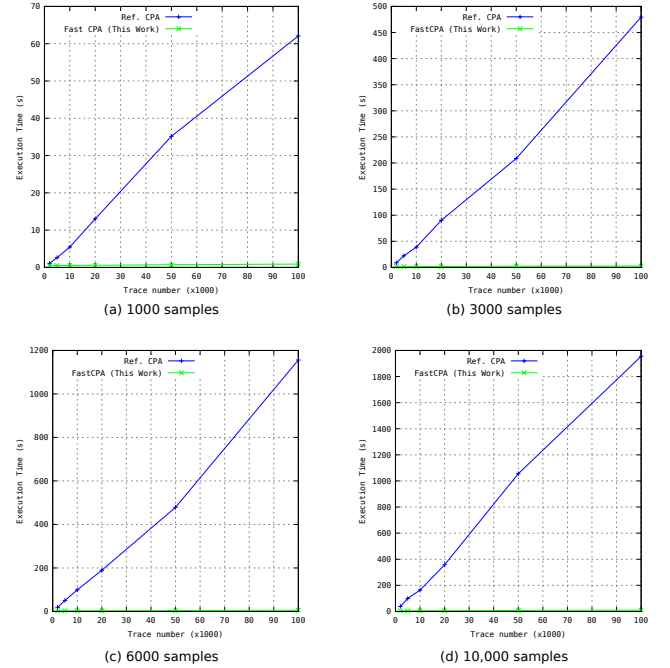 70
60
50
40
30
20
10
0
0 10 20 30 40 50 60 70 80 90 100
Execution Time (s)
Trace number (x1000)
Ref. CPA
Fast CPA (This Work)
(a) 1000 samples
500
450
400
350
300
250
200
150
100
50
0
0 10 20 30 40 50 60 70 80 90 100
Execution Time (s)
Trace number (x1000)
Ref. CPA
FastCPA (This Work)
(b) 3000 samples
1200
1000
800
600
400
200
0
0 10 20 30 40 50 60 70 80 90 100
Execution Time (s)
Trace number (x1000)
Ref. CPA
FastCPA (This Work)
(c) 6000 samples
2000
1800
1600
1400
1200
1000
800
600
400
200
0
0 10 20 30 40 50 60 70 80 90 100
Execution Time (s)
Trace number (x1000)
Ref. CPA
FastCPA (This Work)
(d) 10,000 samples